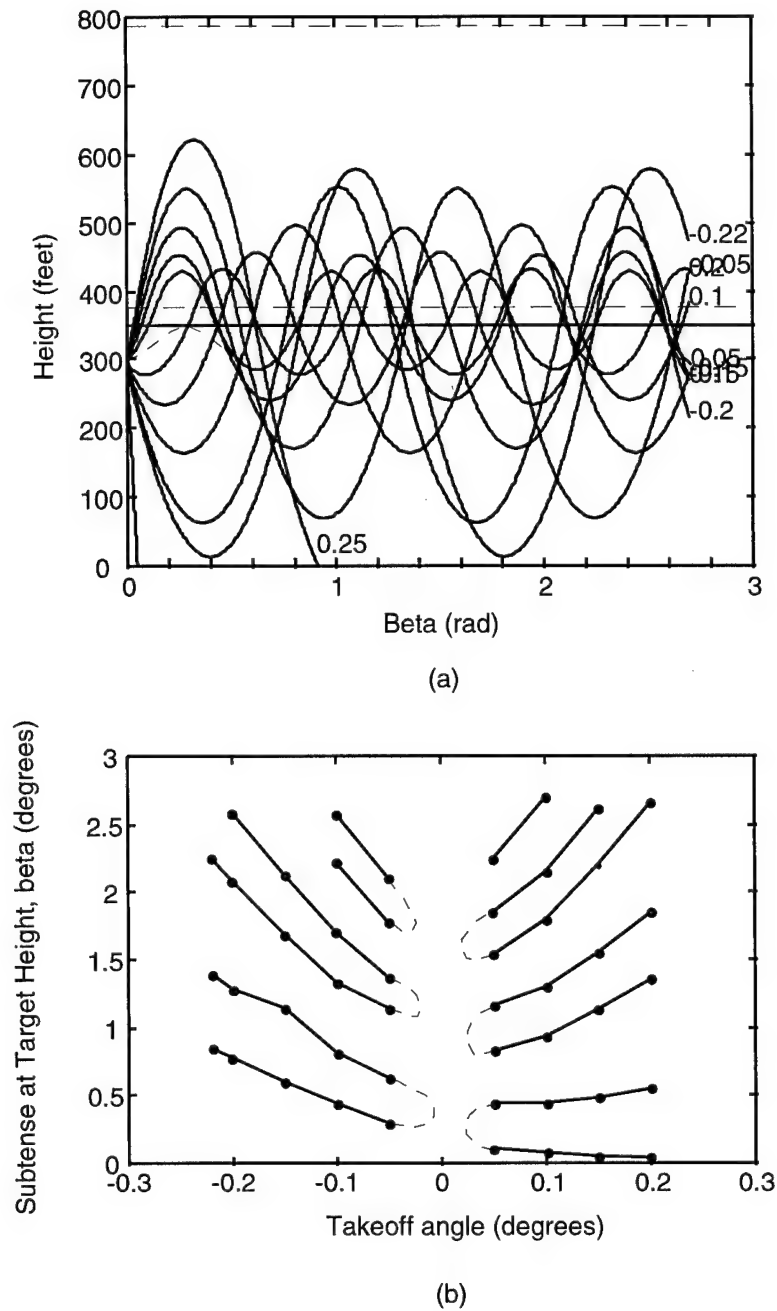 800
700
600
500
400
300
200
100
0
Height (feet)
-0.22
-0.05
0.1
0.05
-0.2
0.25
0 1 2 3
Beta (rad)
(a)
Subtense at Target Height, beta (degrees)
3
2.5
2
1.5
1
0.5
0
-0.3 -0.2 -0.1 0 0.1 0.2 0.3
Takeoff angle (degrees)
(b)